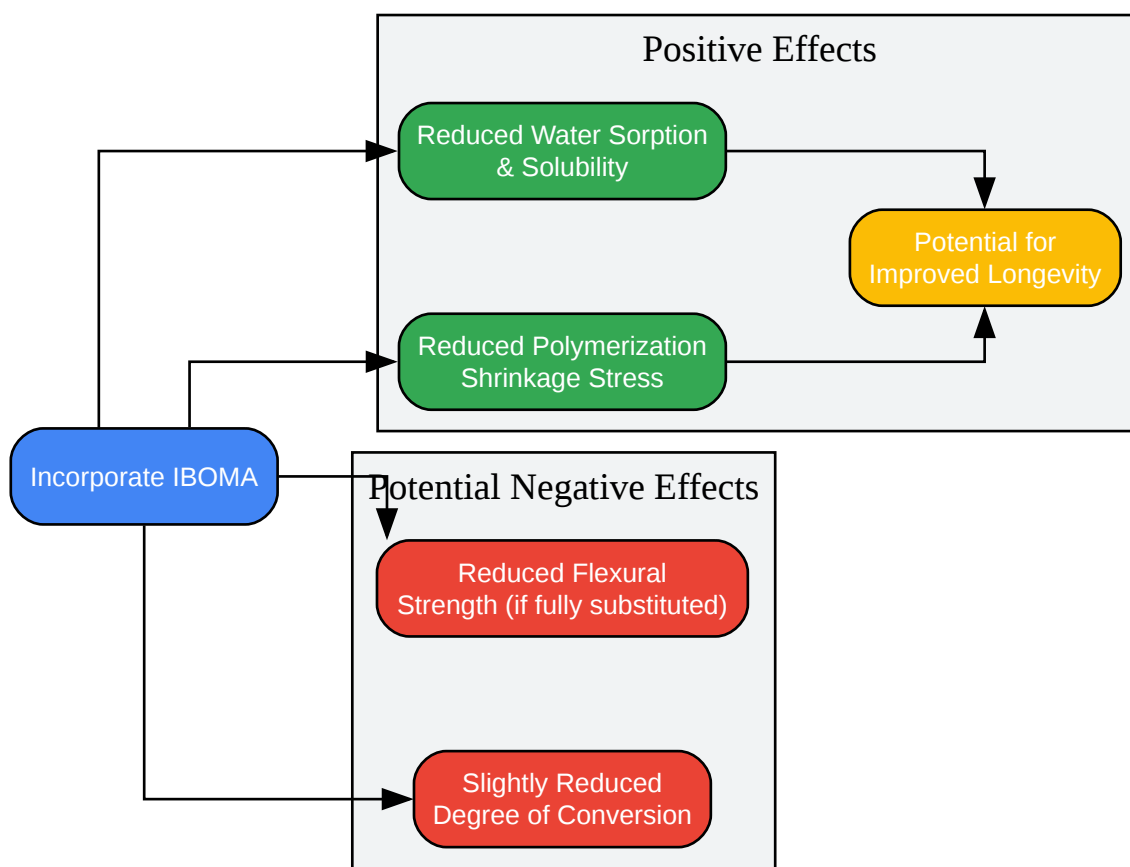 Positive Effects
Reduced Water Sorption
& Solubility
Potential for
Improved Longevity
Reduced Polymerization
Shrinkage Stress
Incorporate IBOMA
Potential Negative Effects
Reduced Flexural
Strength (if fully substituted)
Slightly Reduced
Degree of Conversion